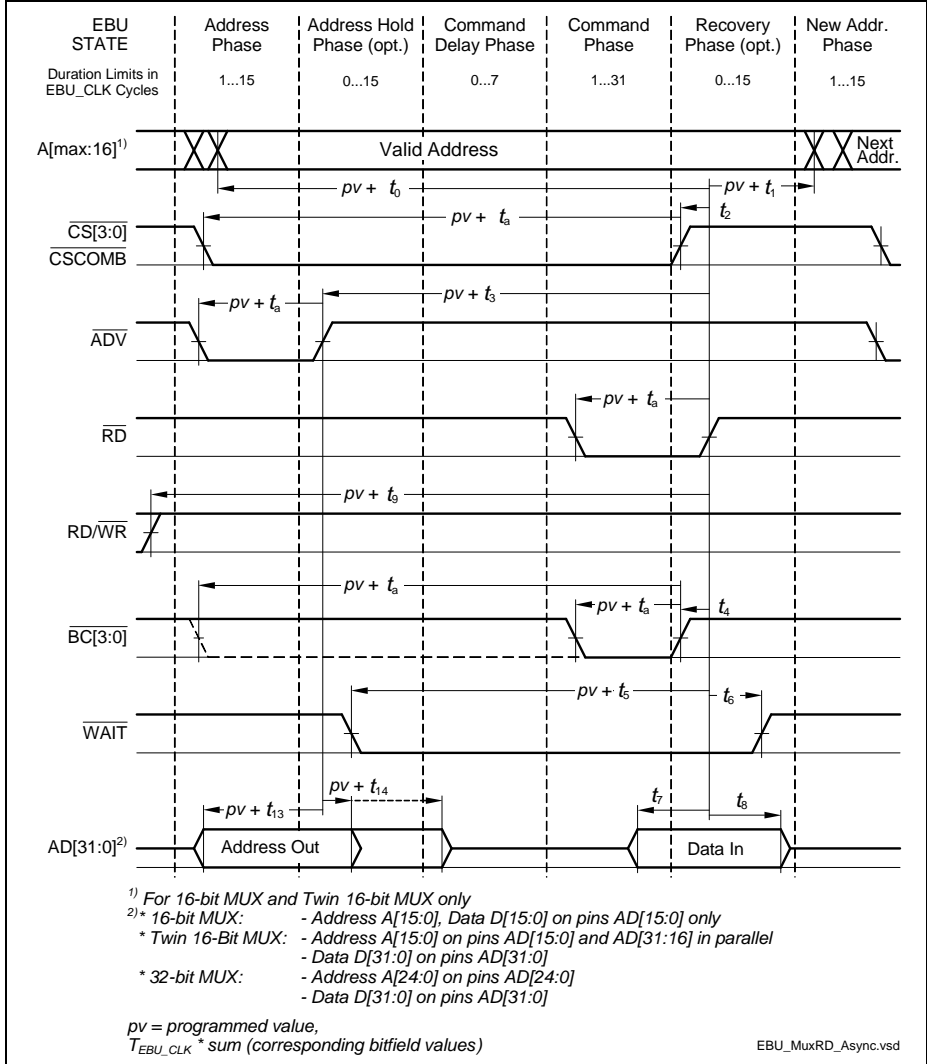 EBU STATE
Address Phase
Address Hold Phase (opt.)
Command Delay Phase
Command Phase
Recovery Phase (opt.)
New Addr. Phase
Duration Limits in EBU_CLK Cycles
1...15
0...15
0...7
1...31
0...15
1...15
A[max:16]1)
Valid Address
Next Addr.
pv + t0
pv + t1
pv + ta
t2
CS[3:0]
CSCOMB
pv + ta
pv + t3
ADV
pv + ta
RD
pv + t9
RD/WR
pv + ta
pv + ta
t4
BC[3:0]
pv + t5
t6
WAIT
pv + t14
pv + t13
t7
t8
AD[31:0]2)
Address Out
Data In
1) For 16-bit MUX and Twin 16-bit MUX only
2)* 16-bit MUX: - Address A[15:0], Data D[15:0] on pins AD[15:0] only
* Twin 16-Bit MUX: - Address A[15:0] on pins AD[15:0] and AD[31:16] in parallel
- Data D[31:0] on pins AD[31:0]
* 32-bit MUX: - Address A[24:0] on pins AD[24:0]
- Data D[31:0] on pins AD[31:0]
pv = programmed value,
TEBU_CLK * sum (corresponding bitfield values)
EBU_MuxRD_Async.vsd